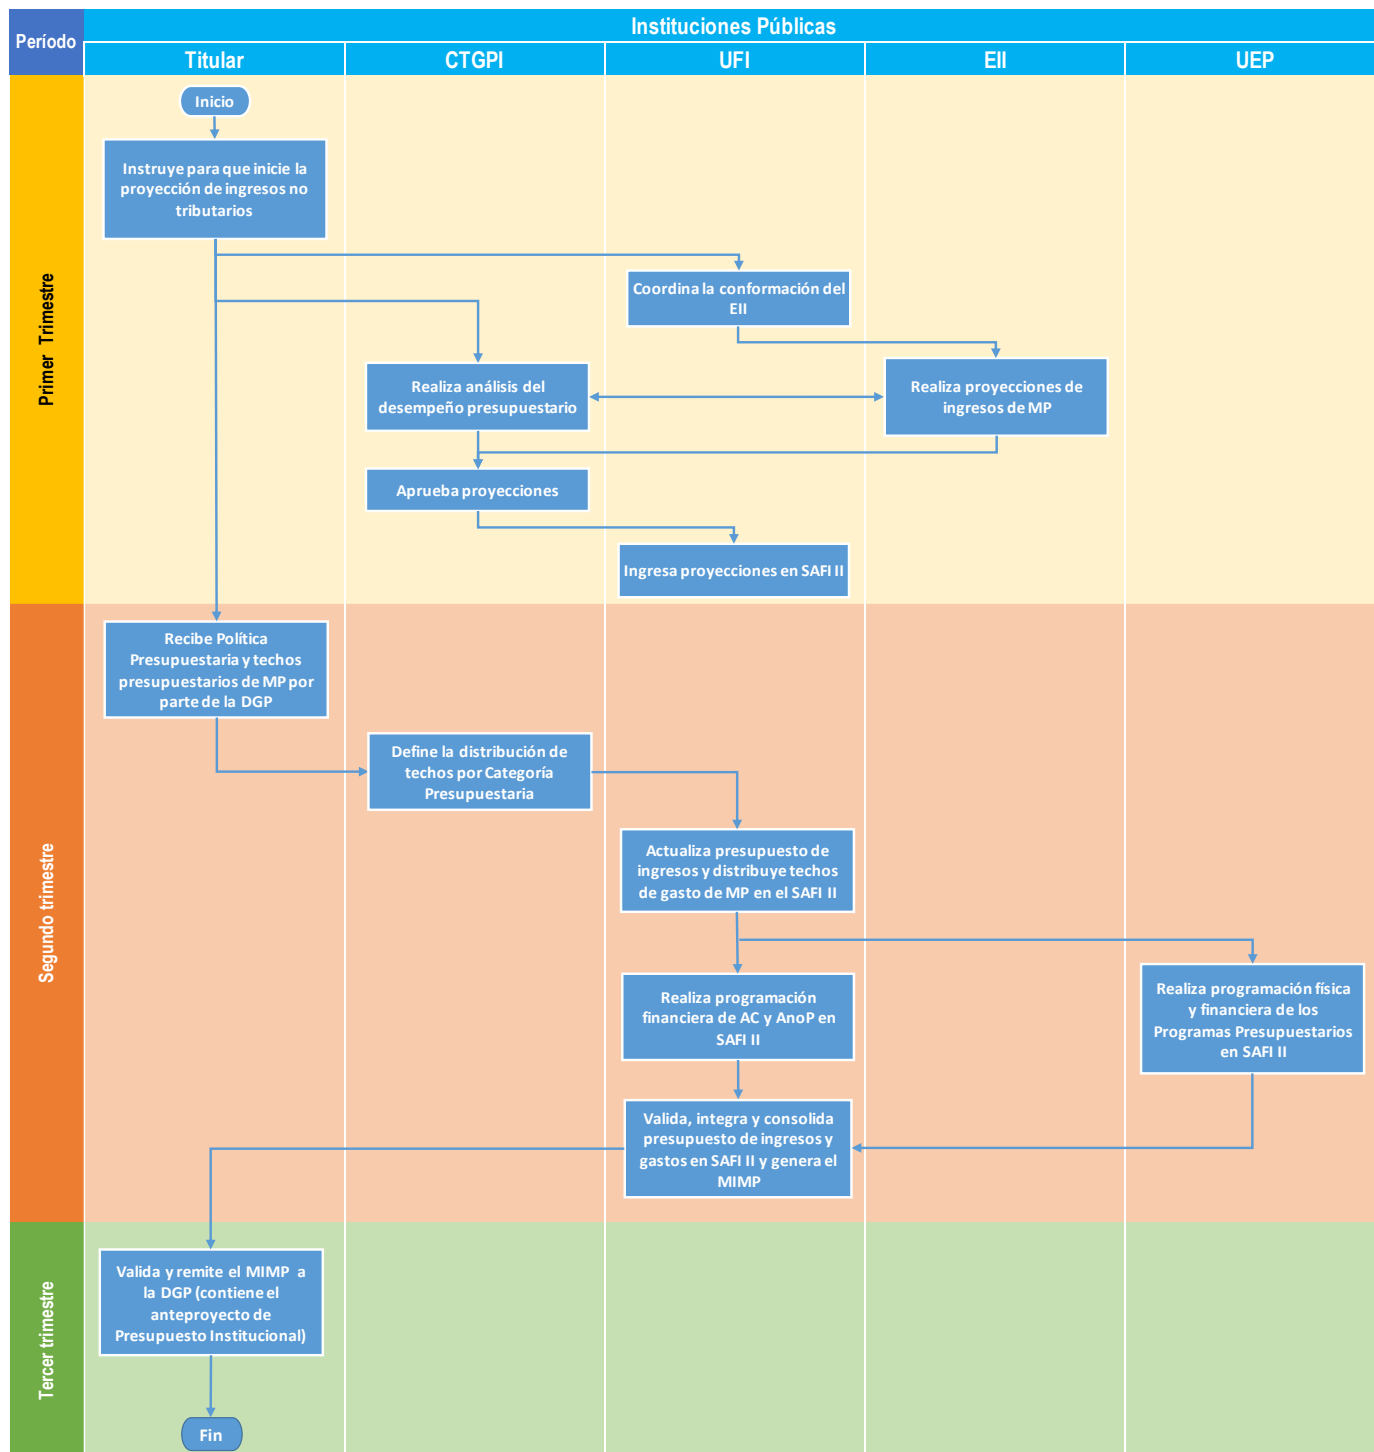 Período
Instituciones Públicas
Titular
CTGPI
UFI
EII
UEP
Primer Trimestre
Inicio
Instruye para que inicie la
proyección de ingresos no
tributarios
Coordina la conformación del
EII
Realiza análisis del
desempeño presupuestario
Realiza proyecciones de
ingresos de MP
Aprueba proyecciones
Ingresa proyecciones en SAFI II
Segundo trimestre
Recibe Política
Presupuestaria y techos
presupuestarios de MP por
parte de la DGP
Define la distribución de
techos por Categoría
Presupuestaria
Actualiza presupuesto de
ingresos y distribuye techos
de gasto de MP en el SAFI II
Realiza programación
financiera de AC y AnoP en
SAFI II
Realiza programación física
y financiera de los
Programas Presupuestarios
en SAFI II
Valida, integra y consolida
presupuesto de ingresos y
gastos en SAFI II y genera el
MIMP
Tercer trimestre
Valida y remite el MIMP a
la DGP (contiene el
anteproyecto de
Presupuesto Institucional)
Fin